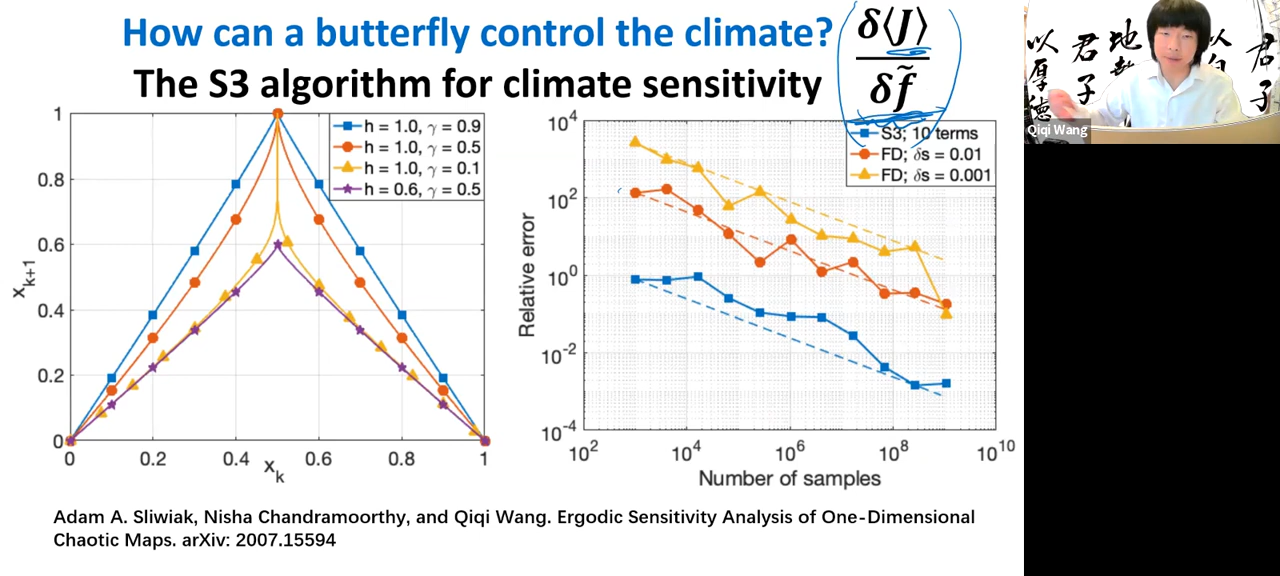 How can a butterfly control the climate?
The S3 algorithm for climate sensitivity
δ⟨J⟩
δf̃
1
0.8
0.6
0.4
0.2
0
x_{k+1}
h = 1.0, γ = 0.9
h = 1.0, γ = 0.5
h = 1.0, γ = 0.1
h = 0.6, γ = 0.5
0 0.2 0.4 0.6 0.8 1
x_k
10^4
10^2
10^0
10^-2
10^-4
Relative error
S3; 10 terms
FD; δs = 0.01
FD; δs = 0.001
10^2 10^4 10^6 10^8 10^10
Number of samples
Adam A. Sliwiak, Nisha Chandramoorthy, and Qiqi Wang. Ergodic Sensitivity Analysis of One-Dimensional
Chaotic Maps. arXiv: 2007.15594
以厚德
君子
地
以自
君子
Qiqi Wang